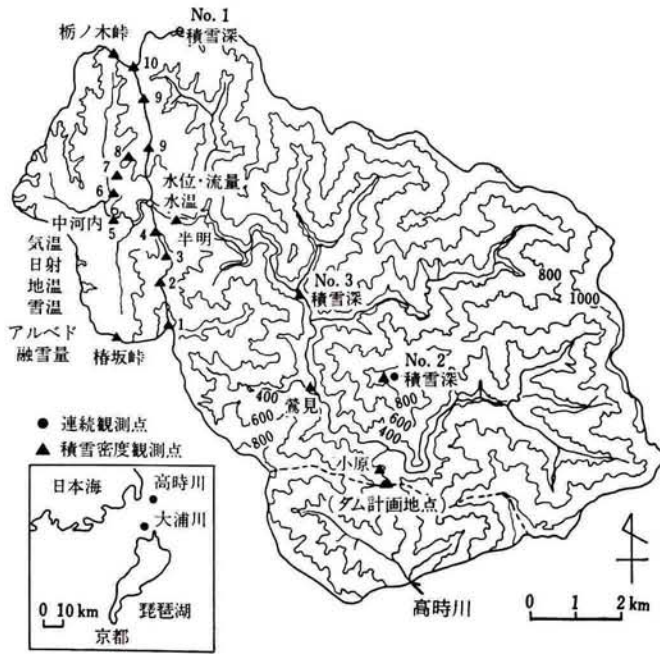 No. 1
積雪深
栃ノ木峠
10
9
9
8
7
6
水位・流量
水温
中河内
5
4
半明
気温
日射
地温
雪温
3
2
1
アルベド
融雪量
椿坂峠
No. 3
積雪深
800
1000
No. 2
積雪深
800
600
400
400
600
800
鷲見
小原
(ダム計画地点)
高時川
● 連続観測点
▲ 積雪密度観測点
日本海
高時川
大浦川
琵琶湖
京都
0 10 km
0 1 2 km